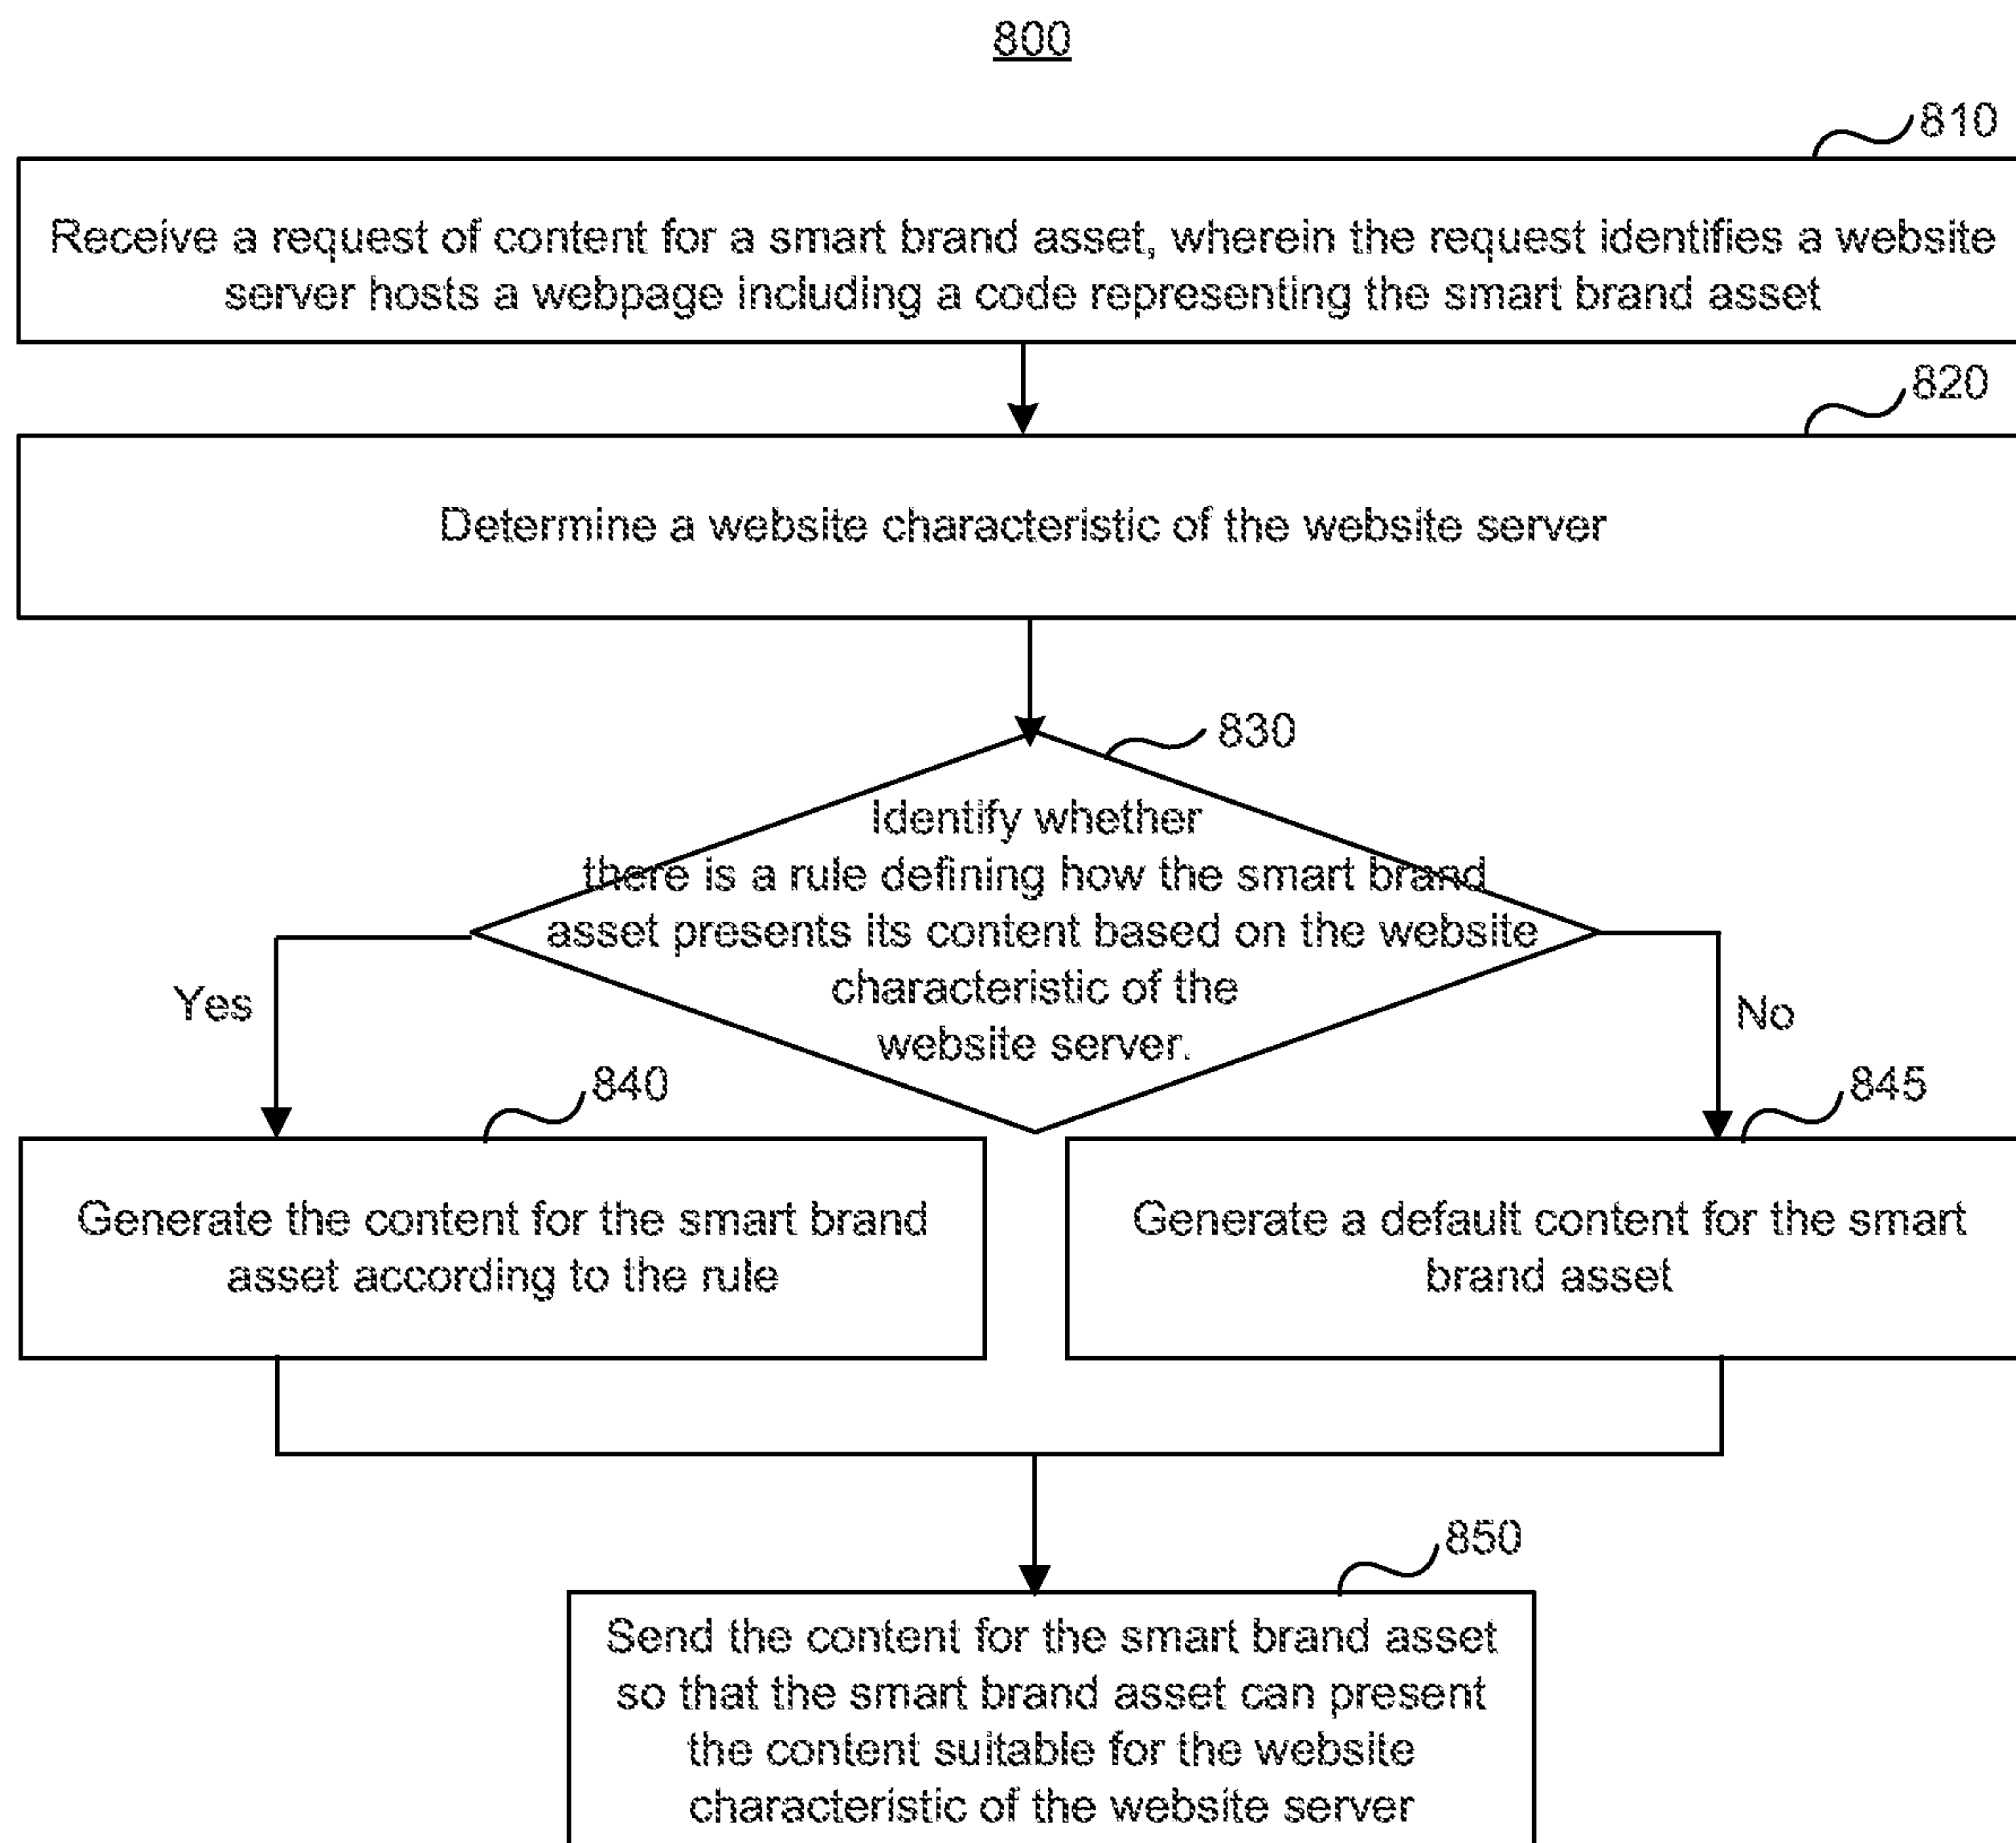 800
810
Receive a request of content for a smart brand asset, wherein the request identifies a website
server hosts a webpage including a code representing the smart brand asset
820
Determine a website characteristic of the website server
830
Identify whether
there is a rule defining how the smart brand
asset presents its content based on the website
characteristic of the
website server.
Yes
No
840
845
Generate the content for the smart brand
asset according to the rule
Generate a default content for the smart
brand asset
850
Send the content for the smart brand asset
so that the smart brand asset can present
the content suitable for the website
characteristic of the website server